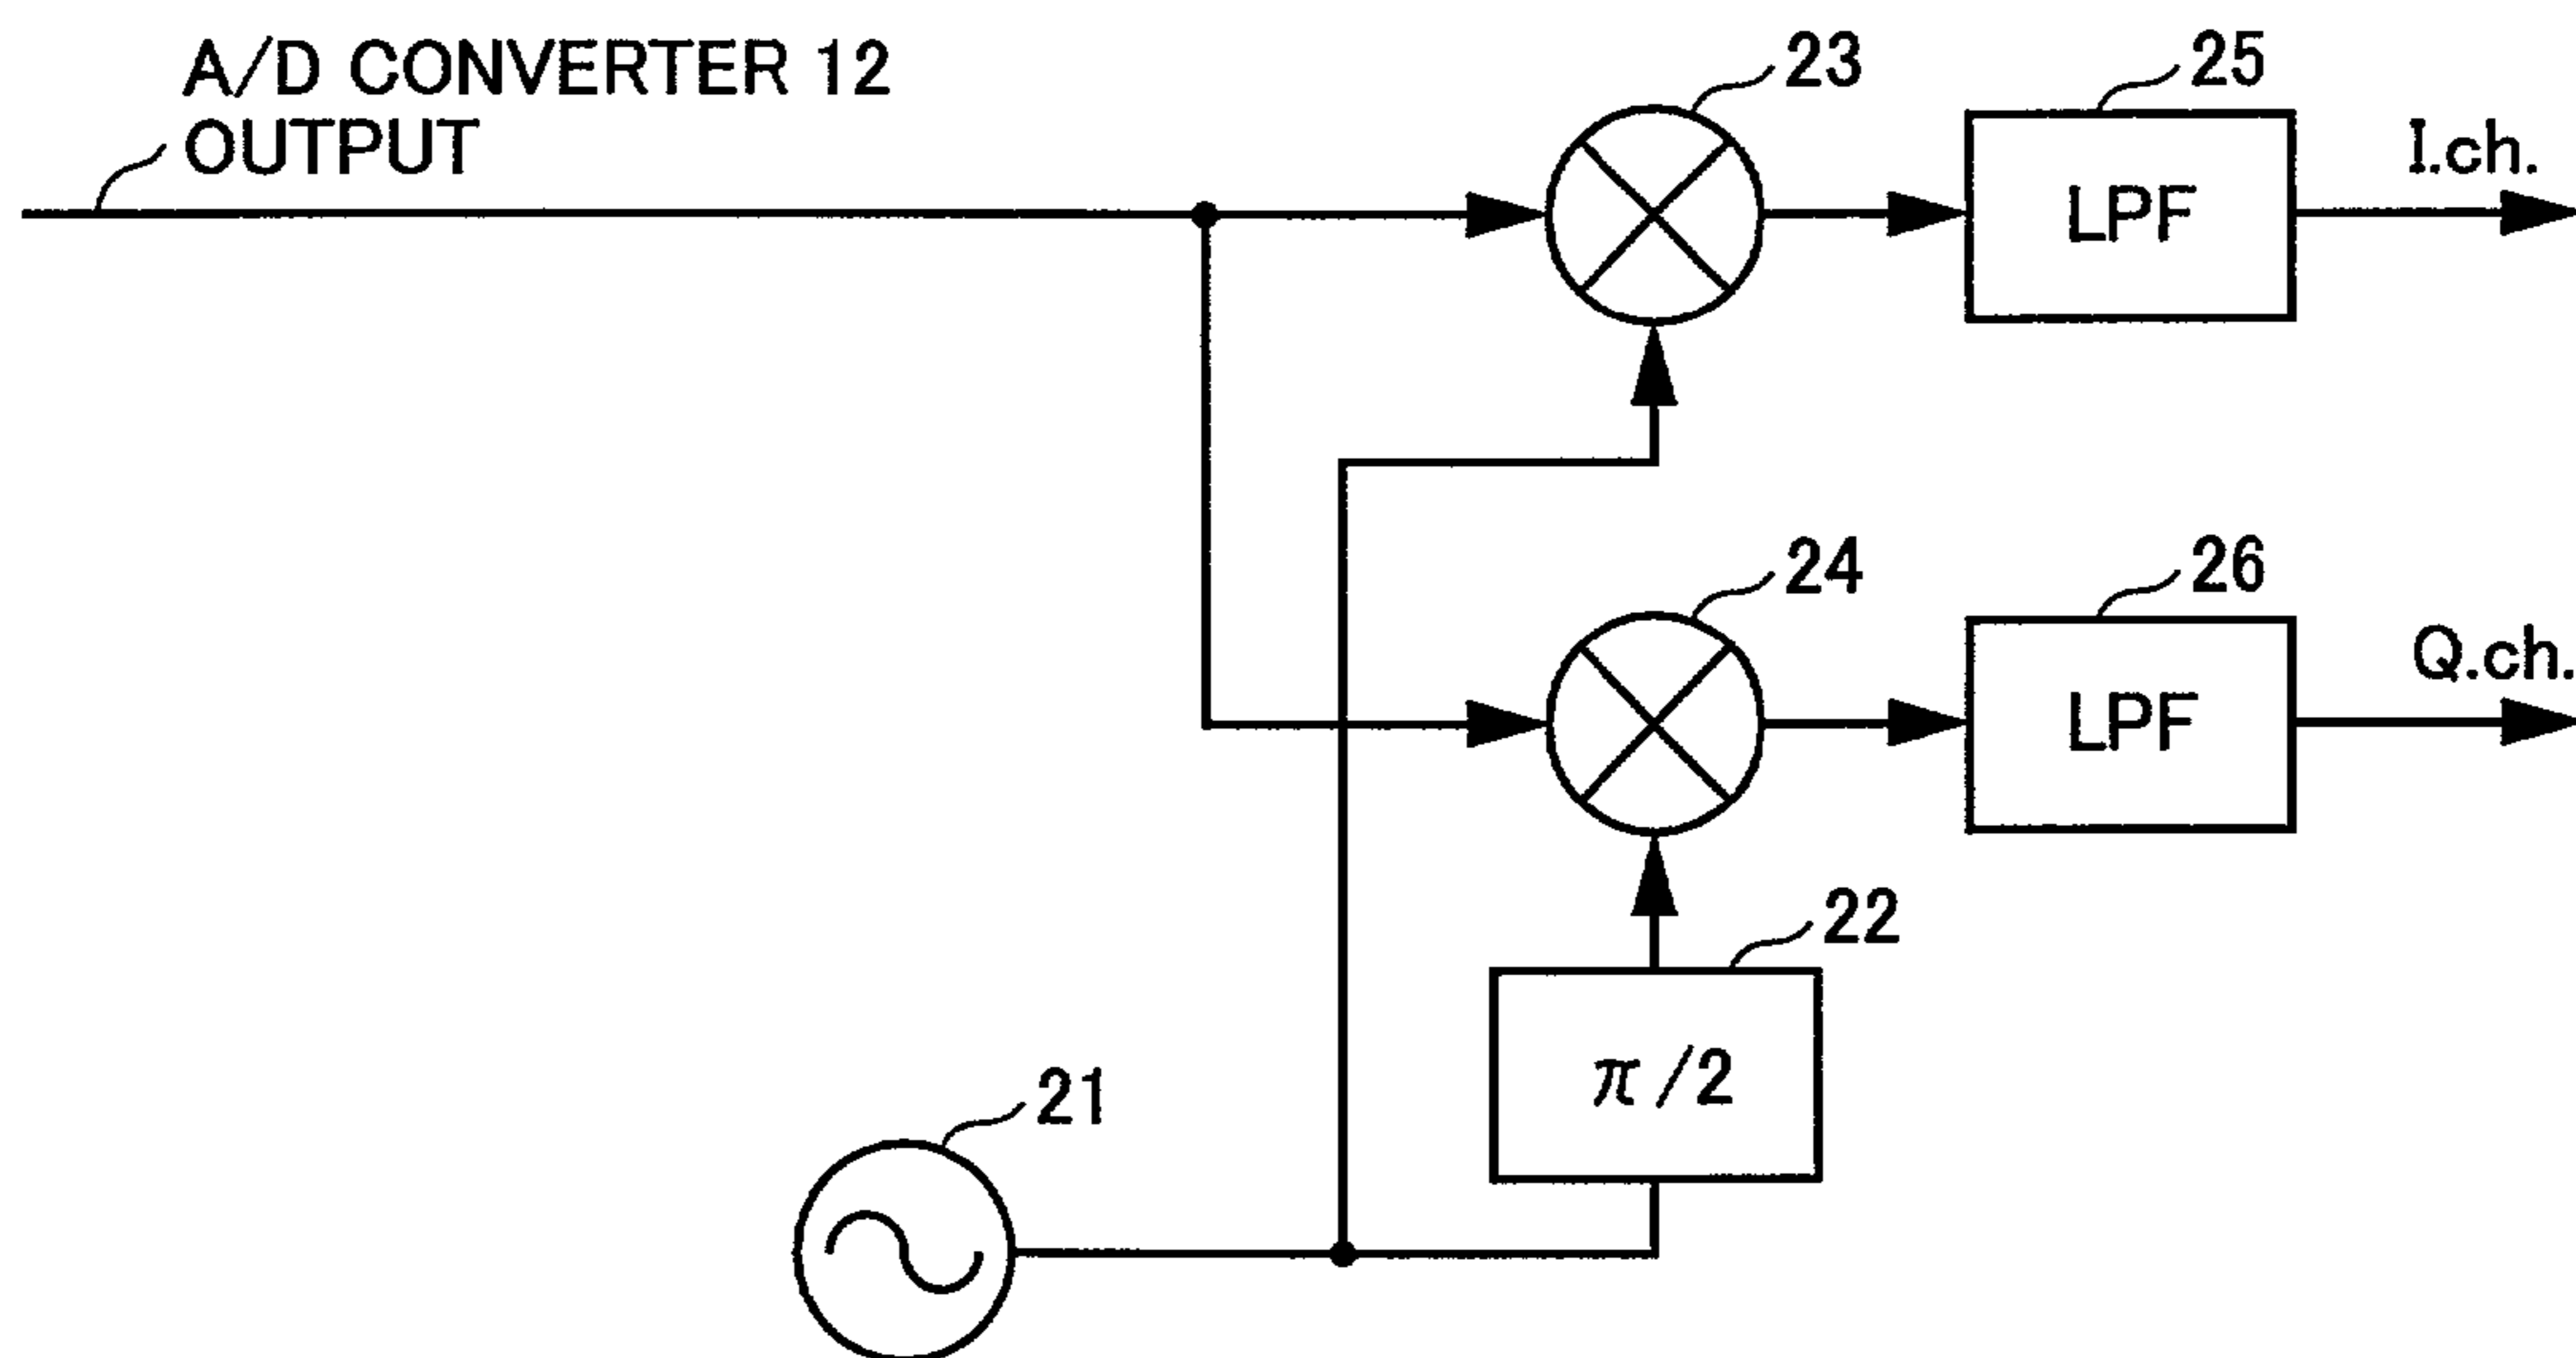 A/D CONVERTER 12
OUTPUT
23
25
I.ch.
LPF
24
26
Q.ch.
LPF
22
π/2
21